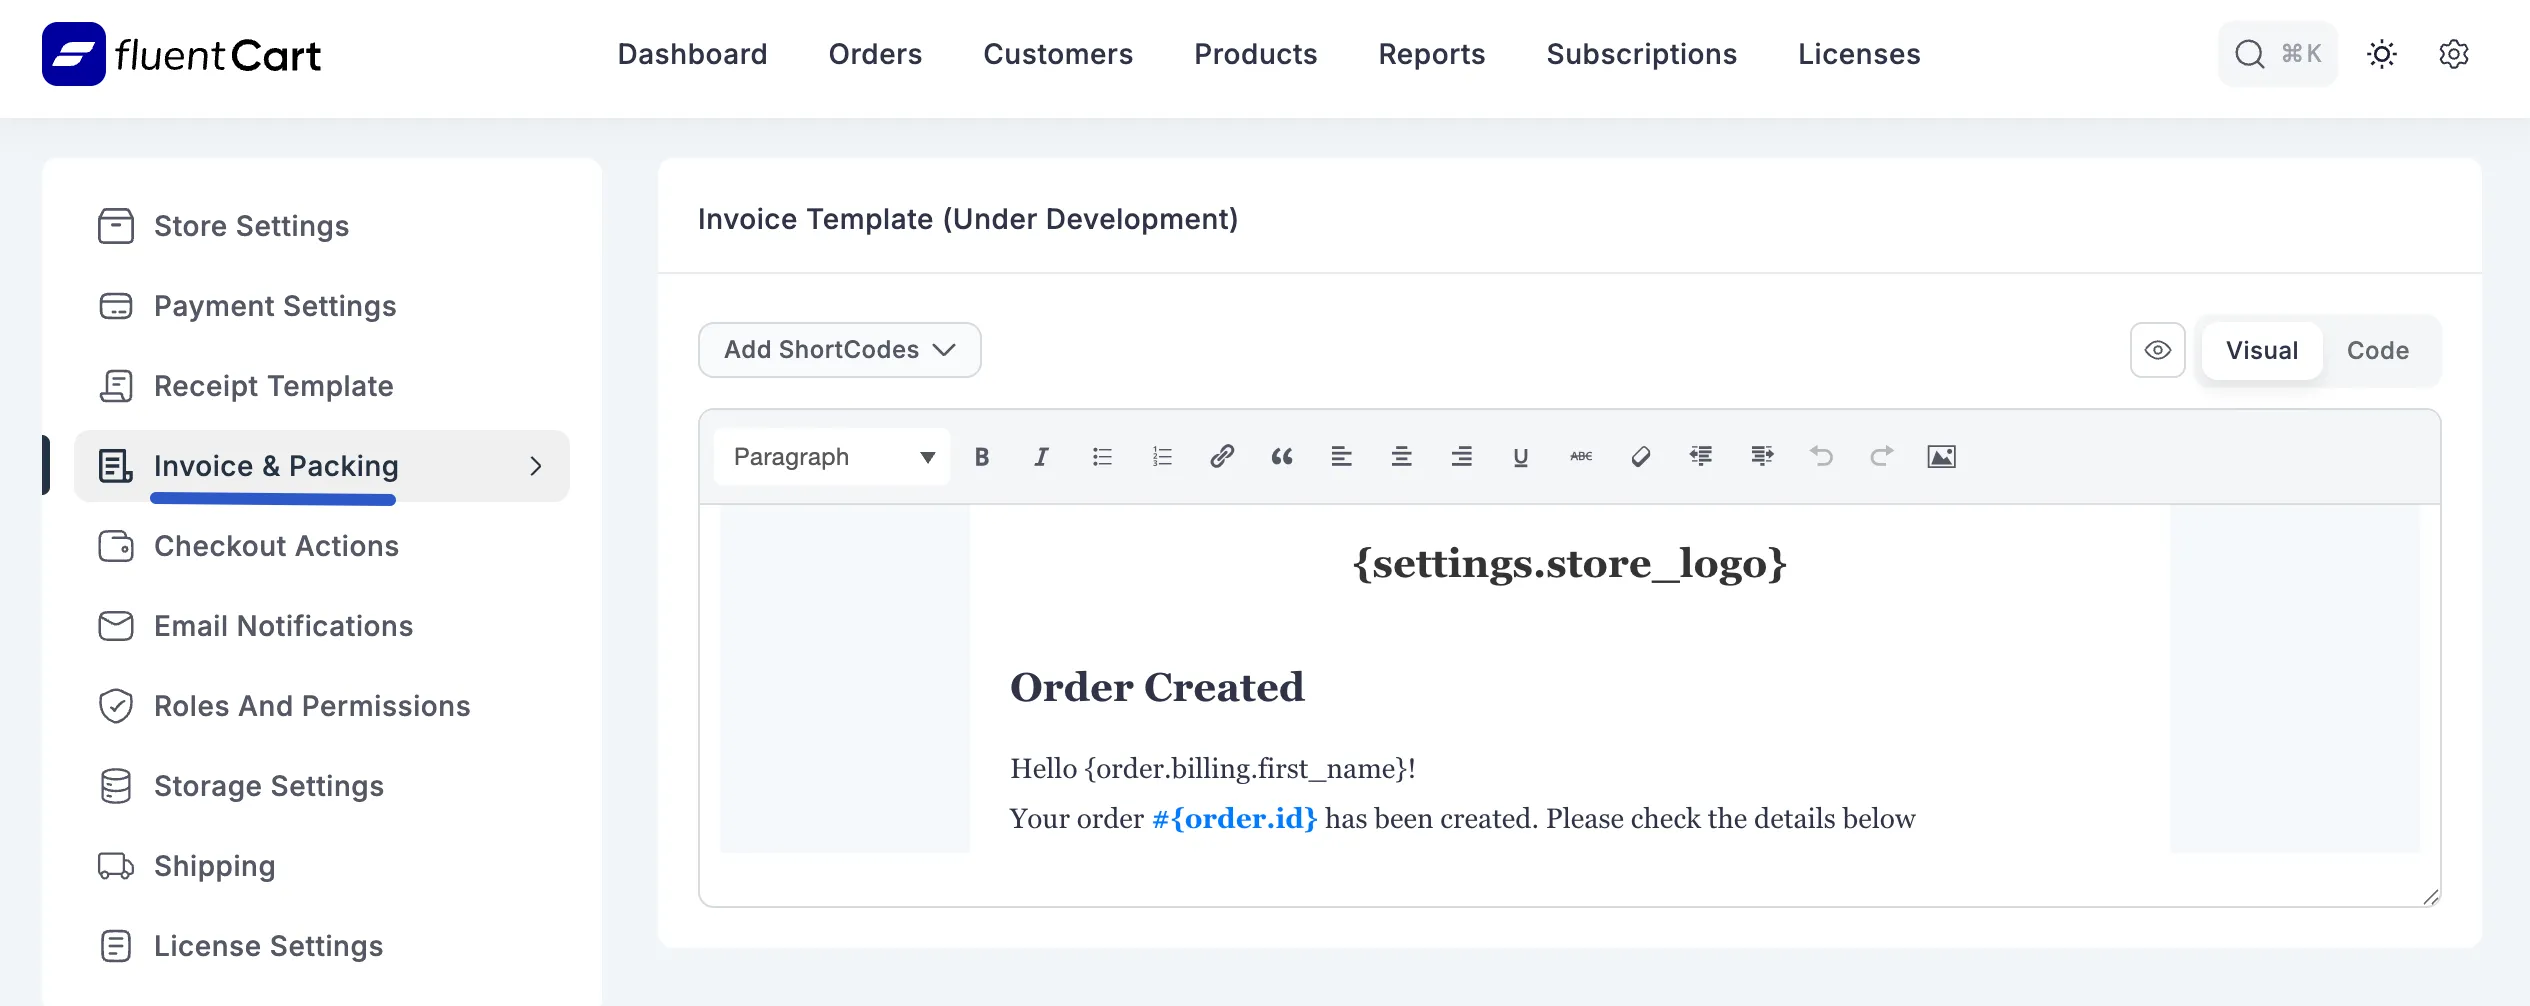 fluentCart
Dashboard
Orders
Customers
Products
Reports
Subscriptions
Licenses
⌘K
Store Settings
Payment Settings
Receipt Template
Invoice & Packing
Checkout Actions
Email Notifications
Roles And Permissions
Storage Settings
Shipping
License Settings
Invoice Template (Under Development)
Add ShortCodes
Visual
Code
Paragraph
B
I
U
ABC
{settings.store_logo}
Order Created
Hello {order.billing.first_name}!
Your order #{order.id} has been created. Please check the details below